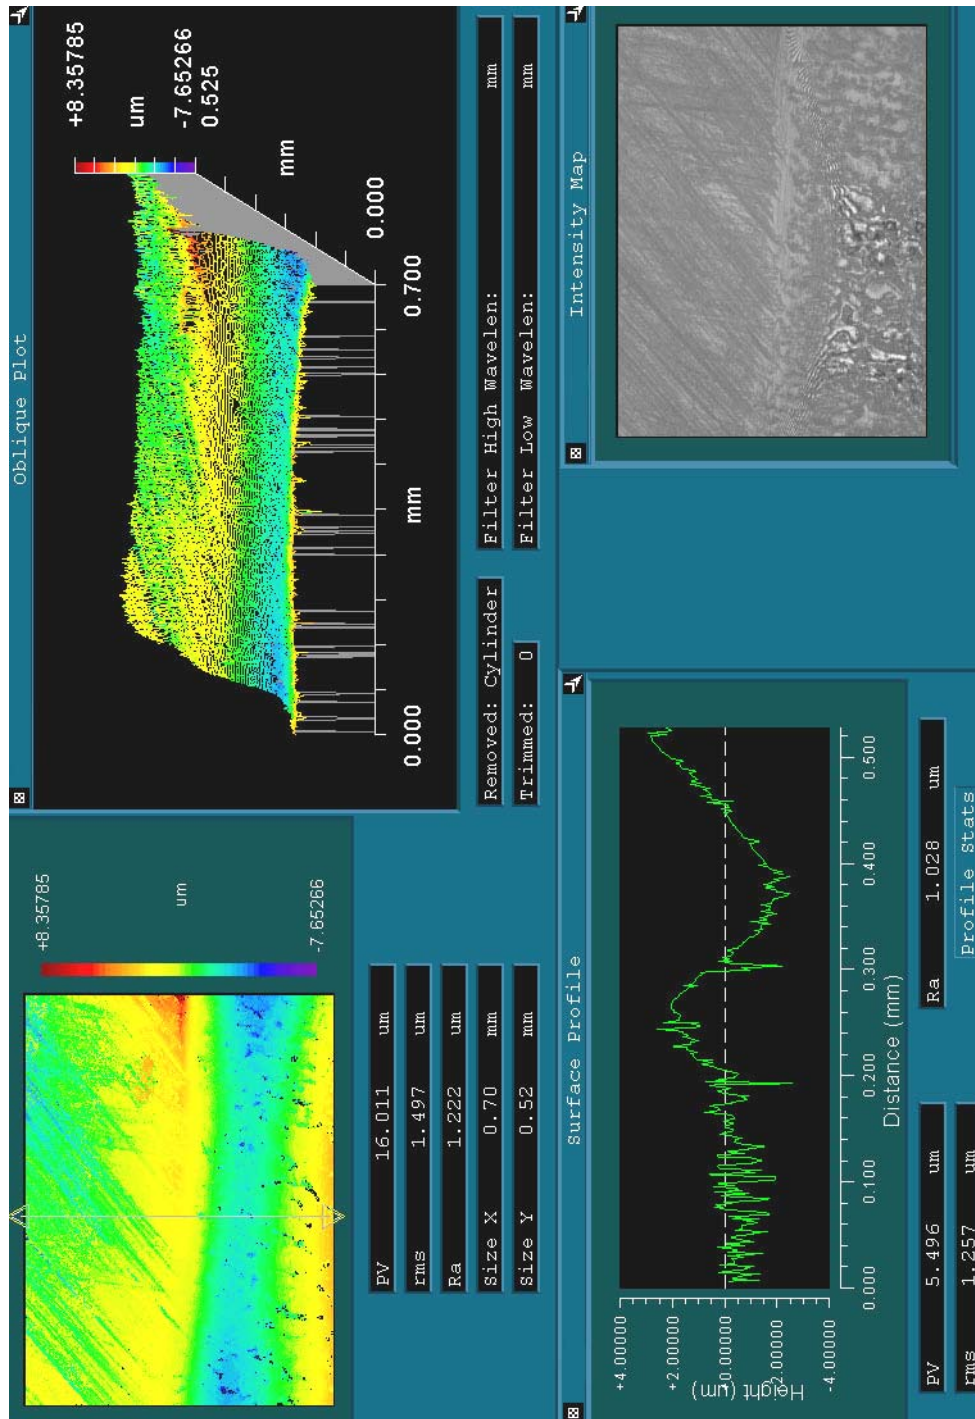 +8.35785
um
-7.65266
PV 16.011 um
rms 1.497 um
Ra 1.222 um
Size X 0.70 mm
Size Y 0.52 mm
Oblique Plot
+8.35785
um
-7.65266
0.525
mm
0.000
0.700
mm
0.000
Removed: Cylinder
Filter High Wavelen: mm
Trimmed: 0
Filter Low Wavelen: mm
Surface Profile
+4.00000
+2.00000
+0.00000
-2.00000
-4.00000
Height (µm)
0.000
0.100
0.200
0.300
0.400
0.500
Distance (mm)
PV 5.496 um
Ra 1.028 um
rms 1.257 um
Profile Stats
Intensity Map